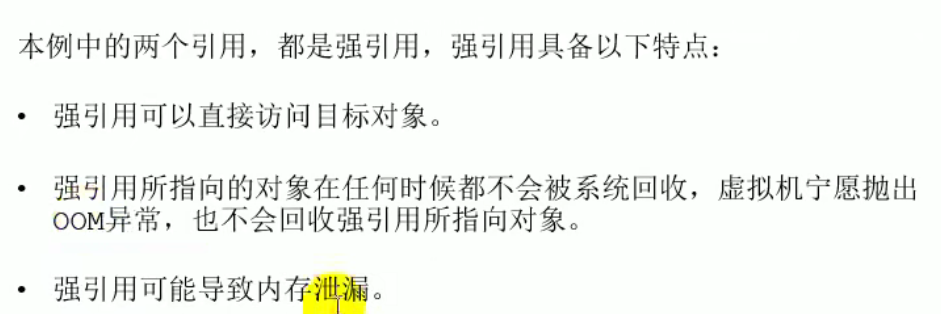 本例中的两个引用，都是强引用，强引用具备以下特点：
• 强引用可以直接访问目标对象。
• 强引用所指向的对象在任何时候都不会被系统回收，虚拟机宁愿抛出
OOM异常，也不会回收强引用所指向对象。
• 强引用可能导致内存泄漏。